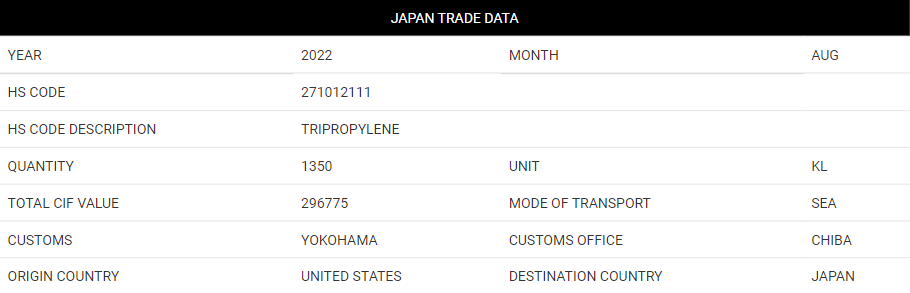 JAPAN TRADE DATA
YEAR 2022 MONTH AUG
HS CODE 271012111
HS CODE DESCRIPTION TRIPROPYLENE
QUANTITY 1350 UNIT KL
TOTAL CIF VALUE 296775 MODE OF TRANSPORT SEA
CUSTOMS YOKOHAMA CUSTOMS OFFICE CHIBA
ORIGIN COUNTRY UNITED STATES DESTINATION COUNTRY JAPAN